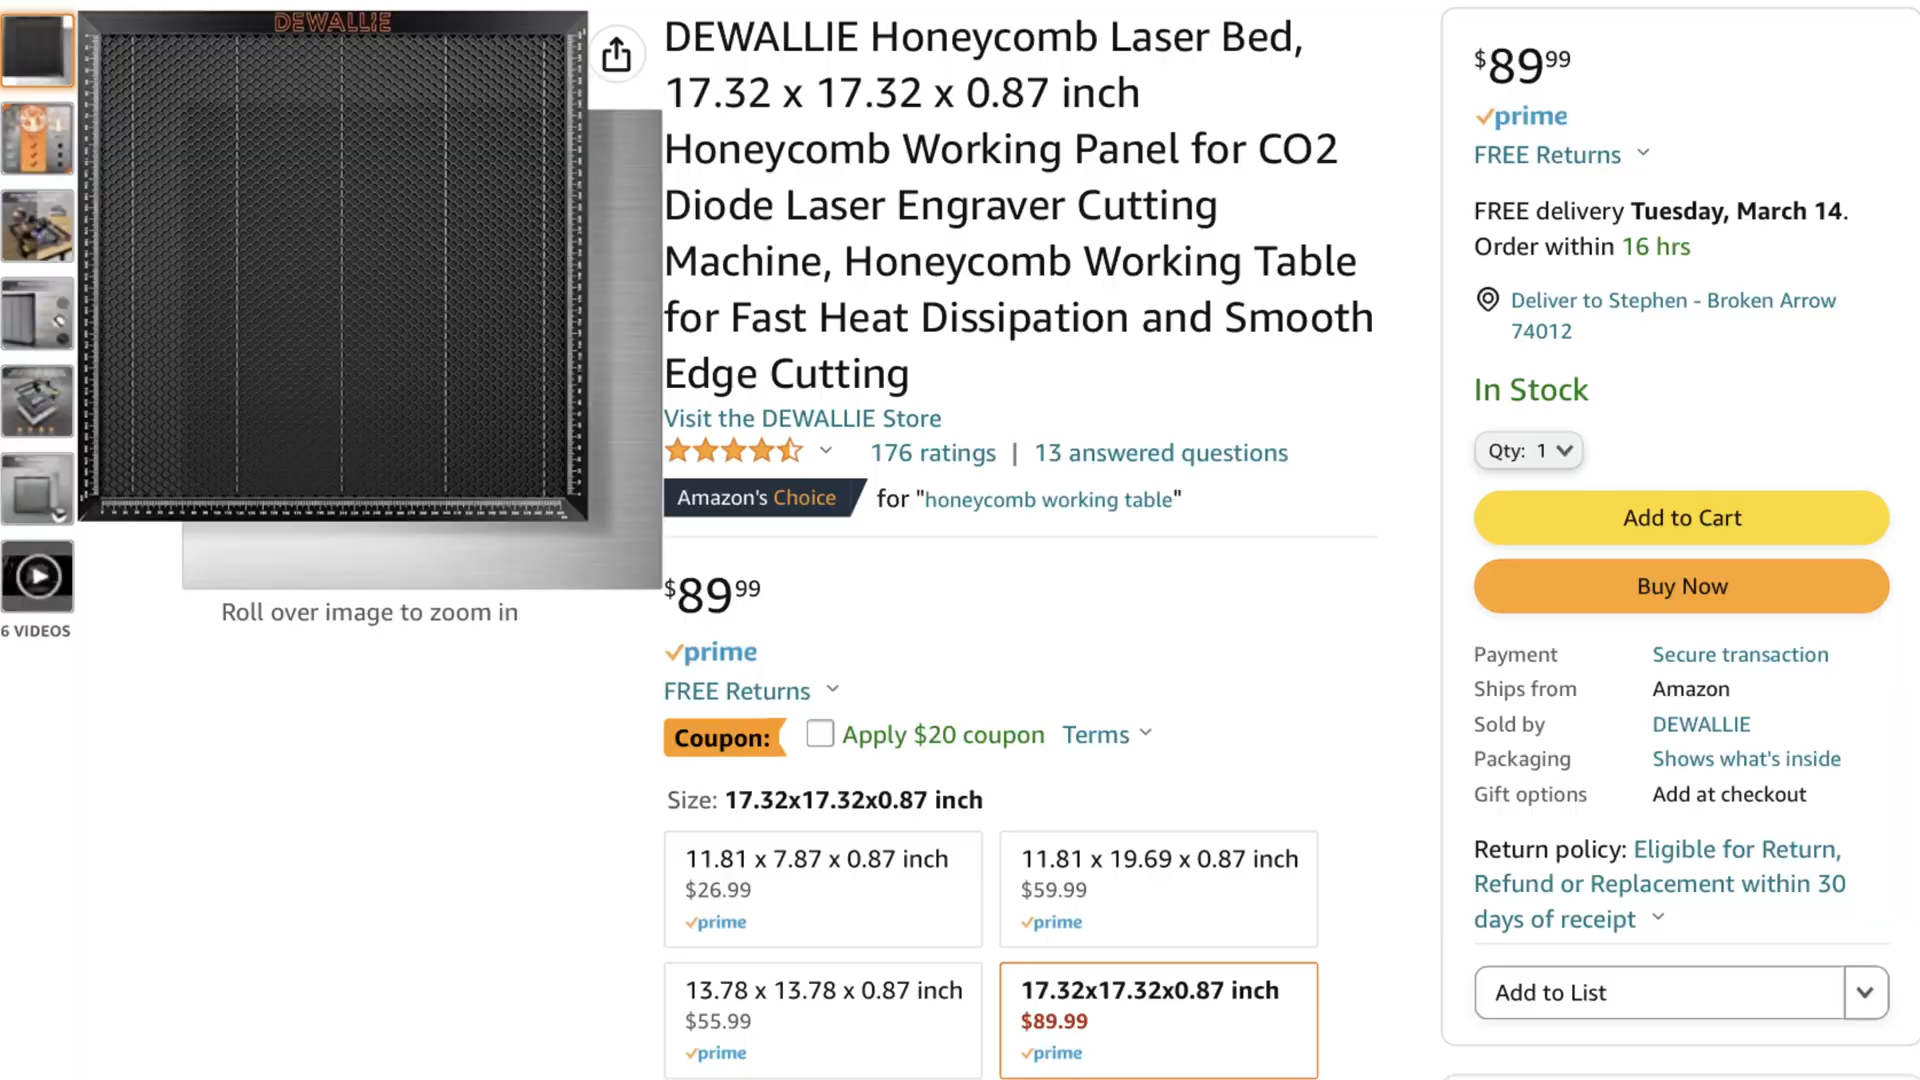 DEWALLIE
6 VIDEOS
Roll over image to zoom in
DEWALLIE Honeycomb Laser Bed,
17.32 x 17.32 x 0.87 inch
Honeycomb Working Panel for CO2
Diode Laser Engraver Cutting
Machine, Honeycomb Working Table
for Fast Heat Dissipation and Smooth
Edge Cutting
Visit the DEWALLIE Store
176 ratings | 13 answered questions
Amazon's Choice for "honeycomb working table"
$89 99
prime
FREE Returns
Coupon: Apply $20 coupon Terms
Size: 17.32x17.32x0.87 inch
11.81 x 7.87 x 0.87 inch
$26.99
prime
11.81 x 19.69 x 0.87 inch
$59.99
prime
13.78 x 13.78 x 0.87 inch
$55.99
prime
17.32x17.32x0.87 inch
$89.99
prime
$89 99
prime
FREE Returns
FREE delivery Tuesday, March 14.
Order within 16 hrs
Deliver to Stephen - Broken Arrow
74012
In Stock
Qty: 1
Add to Cart
Buy Now
Payment Secure transaction
Ships from Amazon
Sold by DEWALLIE
Packaging Shows what's inside
Gift options Add at checkout
Return policy: Eligible for Return,
Refund or Replacement within 30
days of receipt
Add to List